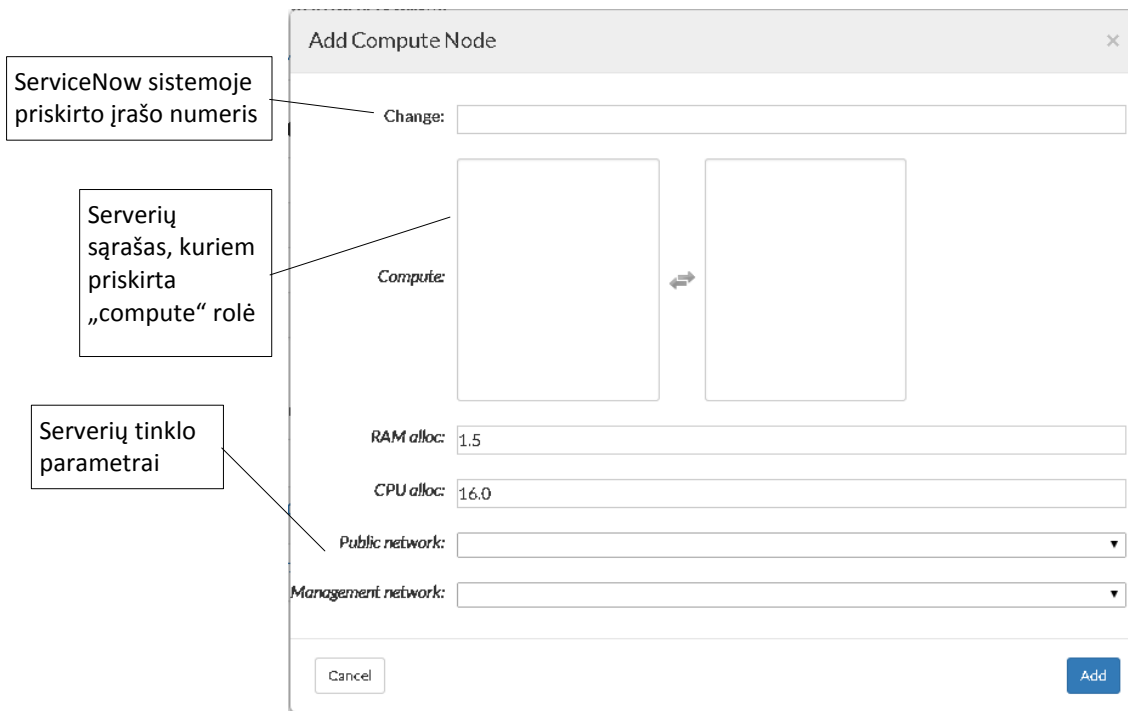 Add Compute Node ×
ServiceNow sistemoje
priskirto įrašo numeris
Change:
Serverių
sąrašas, kuriem
priskirta
„compute“ rolė
Compute:
Serverių tinklo
parametrai
RAM alloc: 1.5
CPU alloc: 16.0
Public network:
Management network:
Cancel
Add